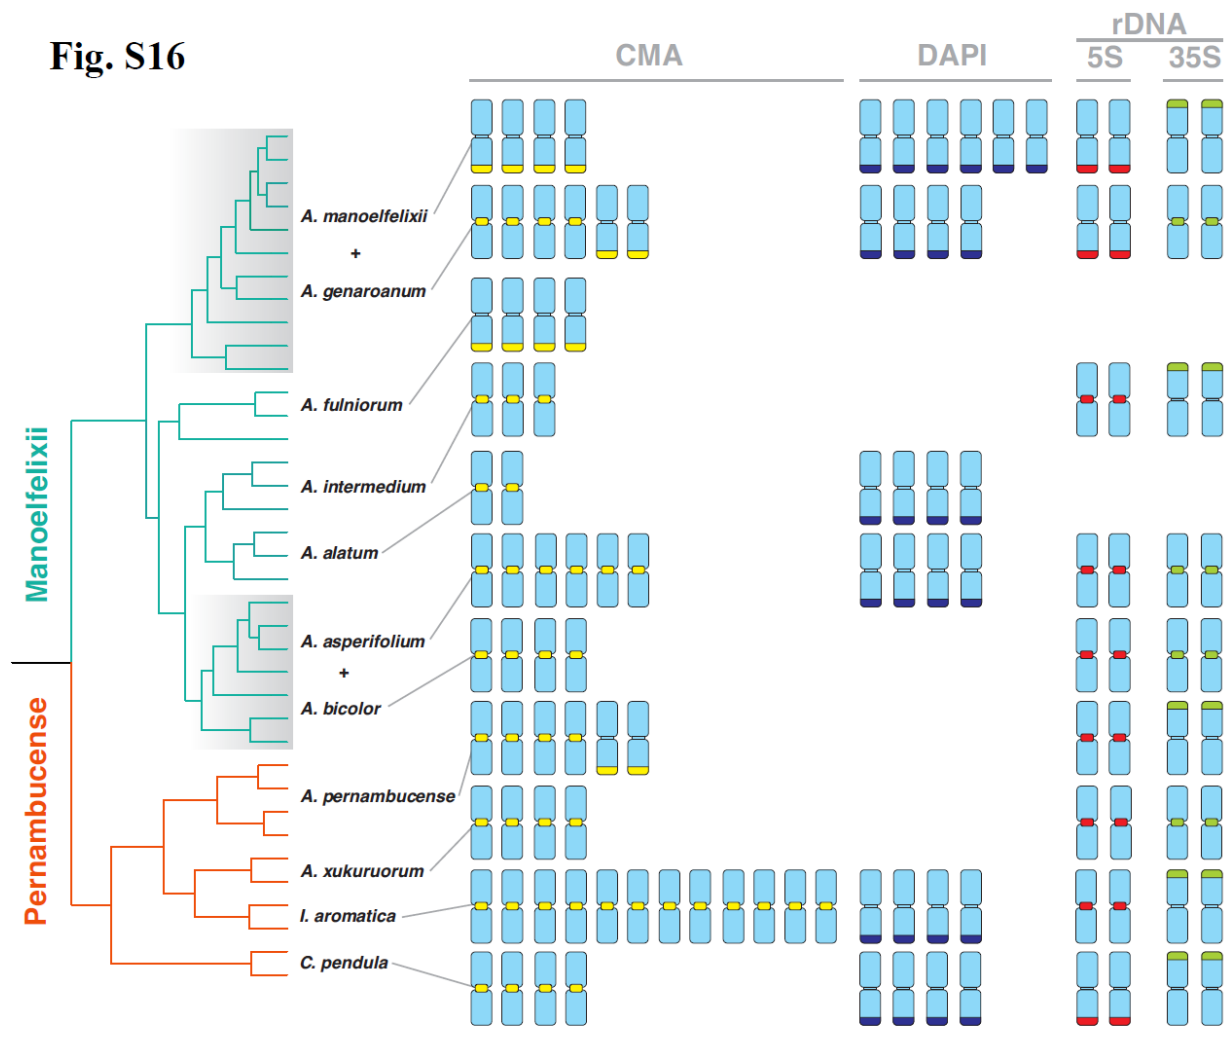 Fig. S16
CMA
DAPI
rDNA
5S
35S
Manoelfelixii
Pernambucense
A. manoelfelixii
+
A. genaroanum
A. fulniorum
A. intermedium
A. alatum
A. asperifolium
+
A. bicolor
A. pernambucense
A. xukuruorum
I. aromatica
C. pendula